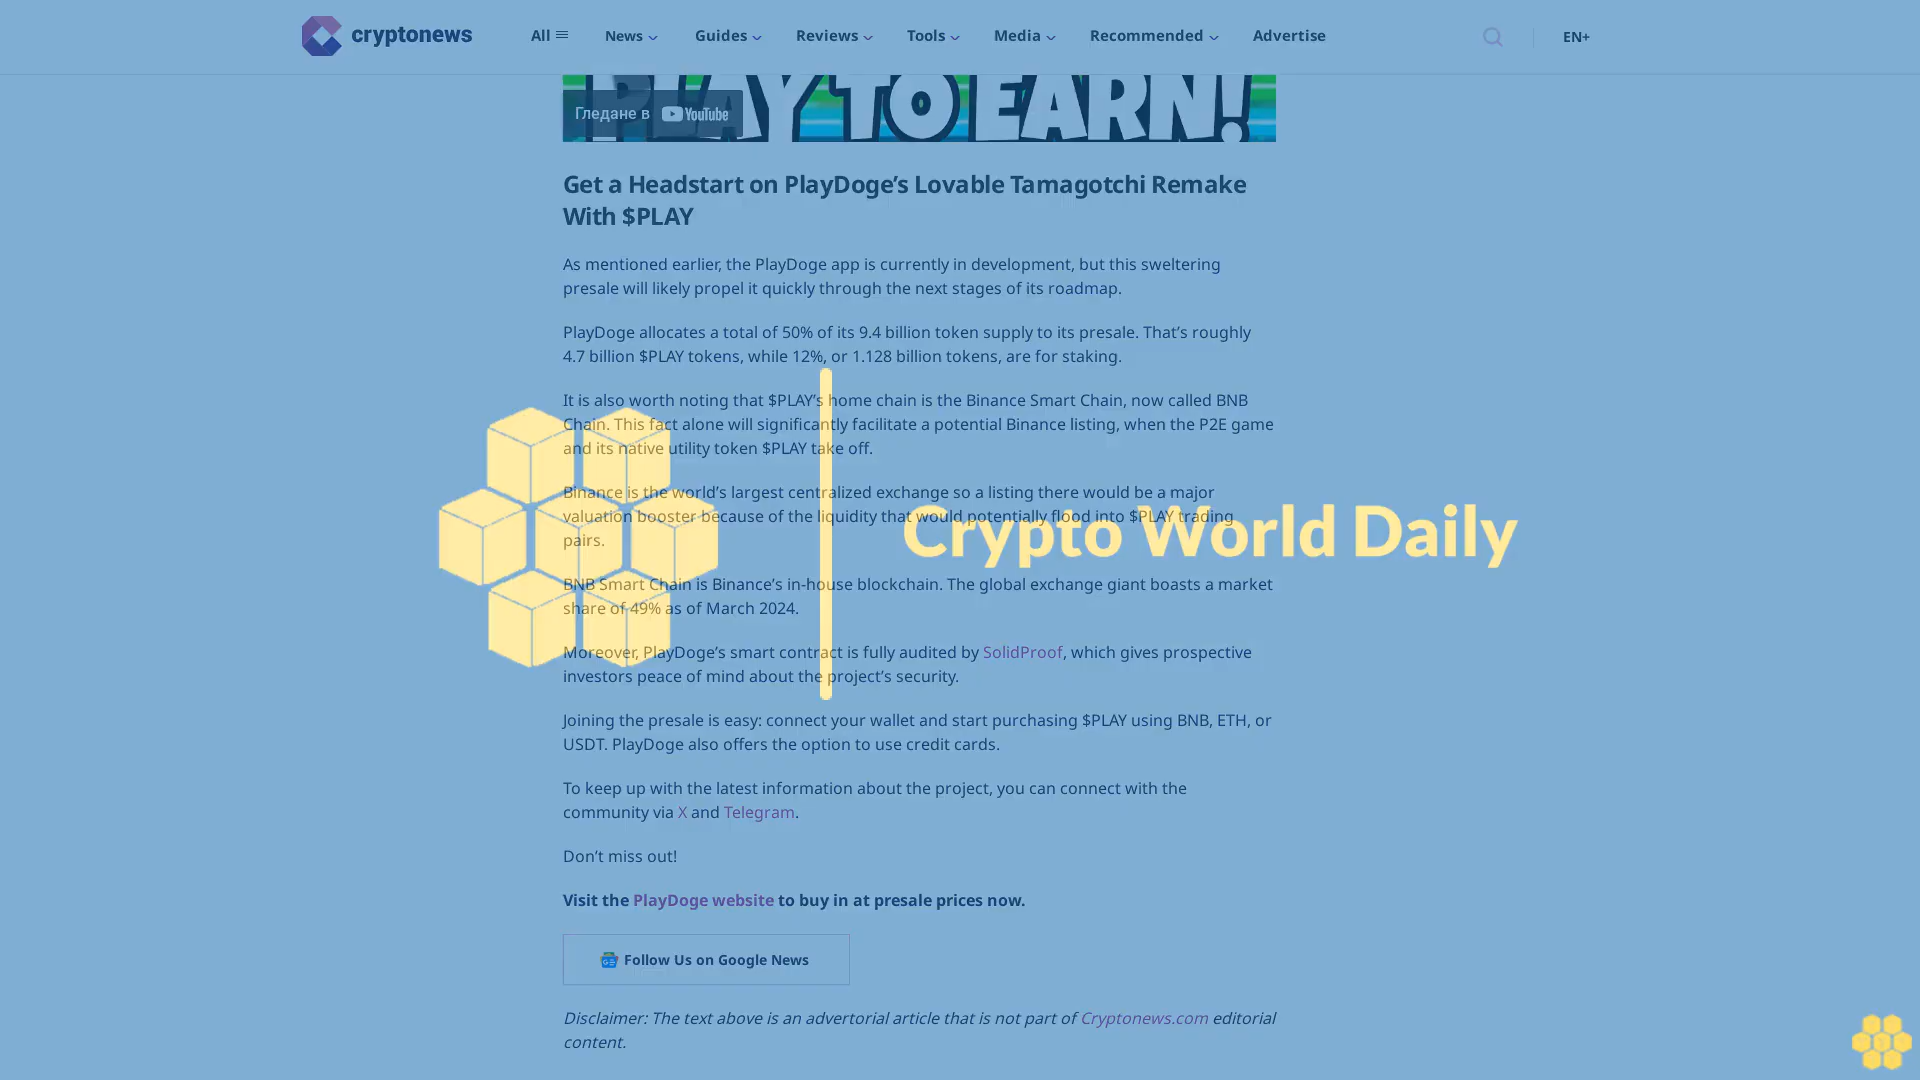 cryptonews
All
News
Guides
Reviews
Tools
Media
Recommended
Advertise
EN+
PLAY TO EARN!
Гледане в YouTube
Get a Headstart on PlayDoge’s Lovable Tamagotchi Remake
With $PLAY
As mentioned earlier, the PlayDoge app is currently in development, but this sweltering
presale will likely propel it quickly through the next stages of its roadmap.
PlayDoge allocates a total of 50% of its 9.4 billion token supply to its presale. That’s roughly
4.7 billion $PLAY tokens, while 12%, or 1.128 billion tokens, are for staking.
It is also worth noting that $PLAY’s home chain is the Binance Smart Chain, now called BNB
Chain. This fact alone will significantly facilitate a potential Binance listing, when the P2E game
and its native utility token $PLAY take off.
Binance is the world’s largest centralized exchange so a listing there would be a major
valuation booster because of the liquidity that would potentially flood into $PLAY trading
pairs.
Crypto World Daily
BNB Smart Chain is Binance’s in-house blockchain. The global exchange giant boasts a market
share of 49% as of March 2024.
Moreover, PlayDoge’s smart contract is fully audited by SolidProof, which gives prospective
investors peace of mind about the project’s security.
Joining the presale is easy: connect your wallet and start purchasing $PLAY using BNB, ETH, or
USDT. PlayDoge also offers the option to use credit cards.
To keep up with the latest information about the project, you can connect with the
community via X and Telegram.
Don’t miss out!
Visit the PlayDoge website to buy in at presale prices now.
Follow Us on Google News
Disclaimer: The text above is an advertorial article that is not part of Cryptonews.com editorial
content.